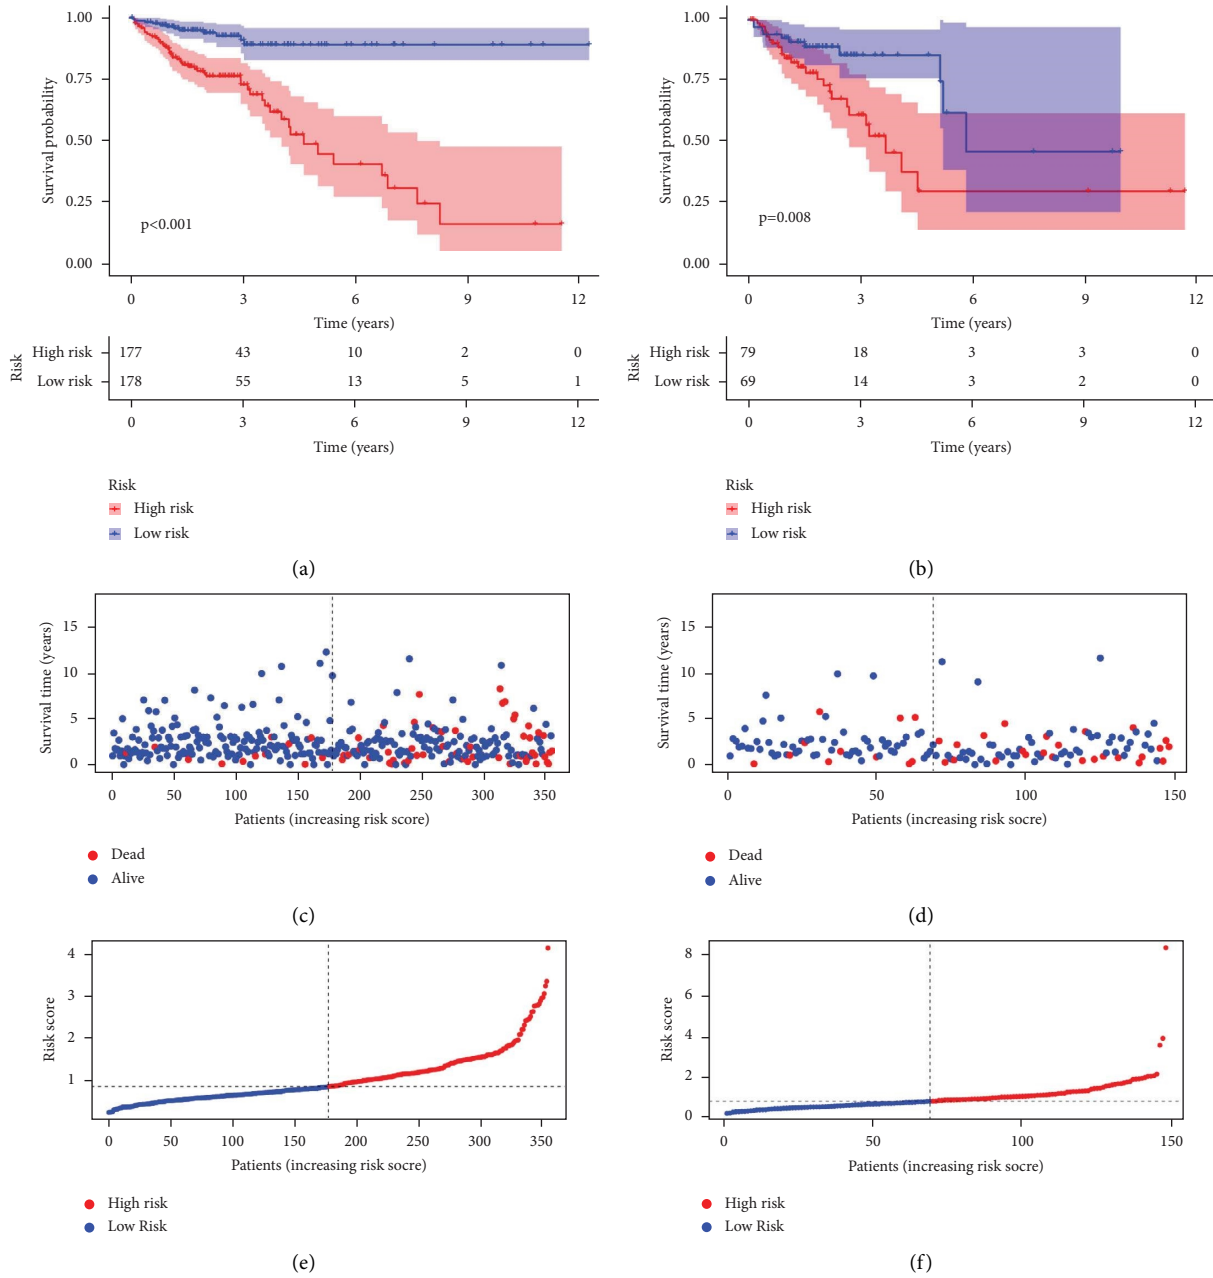 1.00
0.75
0.50
0.25
0.00
Survival probability
p<0.001
0 3 6 9 12
Time (years)
Risk
High risk 177 43 10 2 0
Low risk 178 55 13 5 1
0 3 6 9 12
Time (years)
Risk
High risk
Low risk
(a)
1.00
0.75
0.50
0.25
0.00
Survival probability
p=0.008
0 3 6 9 12
Time (years)
Risk
High risk 79 18 3 3 0
Low risk 69 14 3 2 0
0 3 6 9 12
Time (years)
Risk
High risk
Low risk
(b)
15
10
5
0
Survival time (years)
0 50 100 150 200 250 300 350
Patients (increasing risk score)
Dead
Alive
(c)
15
10
5
0
Survival time (years)
0 50 100 150
Patients (increasing risk socre)
Dead
Alive
(d)
4
3
2
1
Risk score
0 50 100 150 200 250 300 350
Patients (increasing risk socre)
High risk
Low Risk
(e)
8
6
4
2
0
Risk score
0 50 100 150
Patients (increasing risk socre)
High risk
Low Risk
(f)